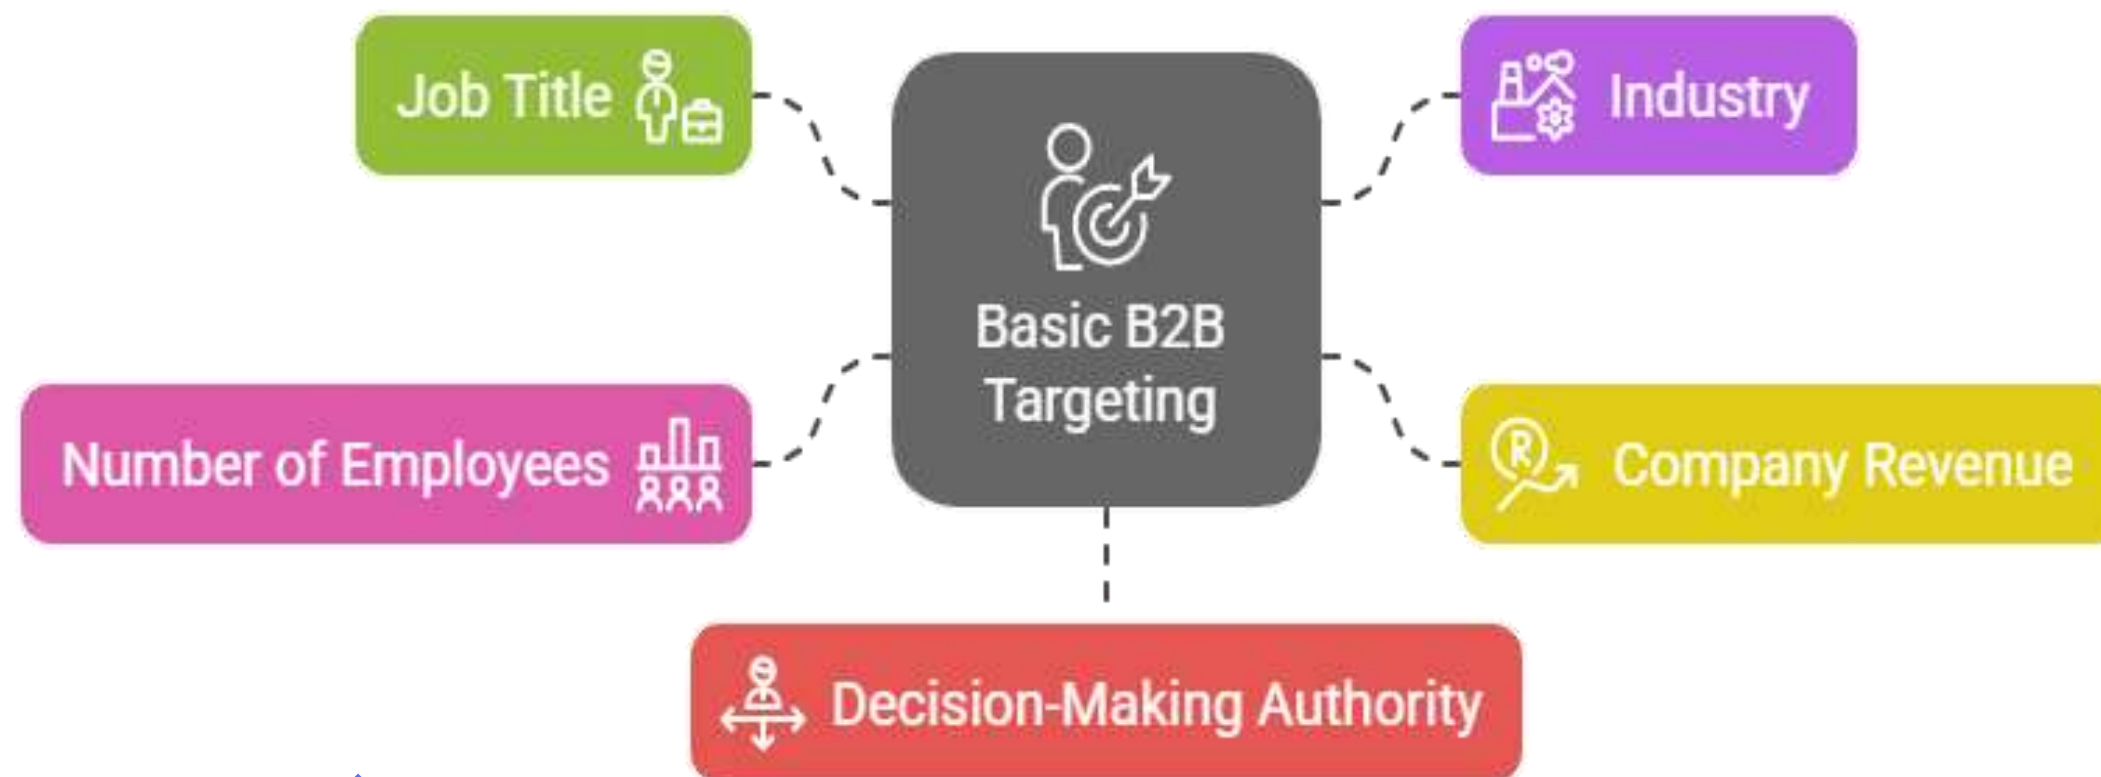 Job Title
Industry
Basic B2B
Targeting
Number of Employees
R
Company Revenue
Decision-Making Authority